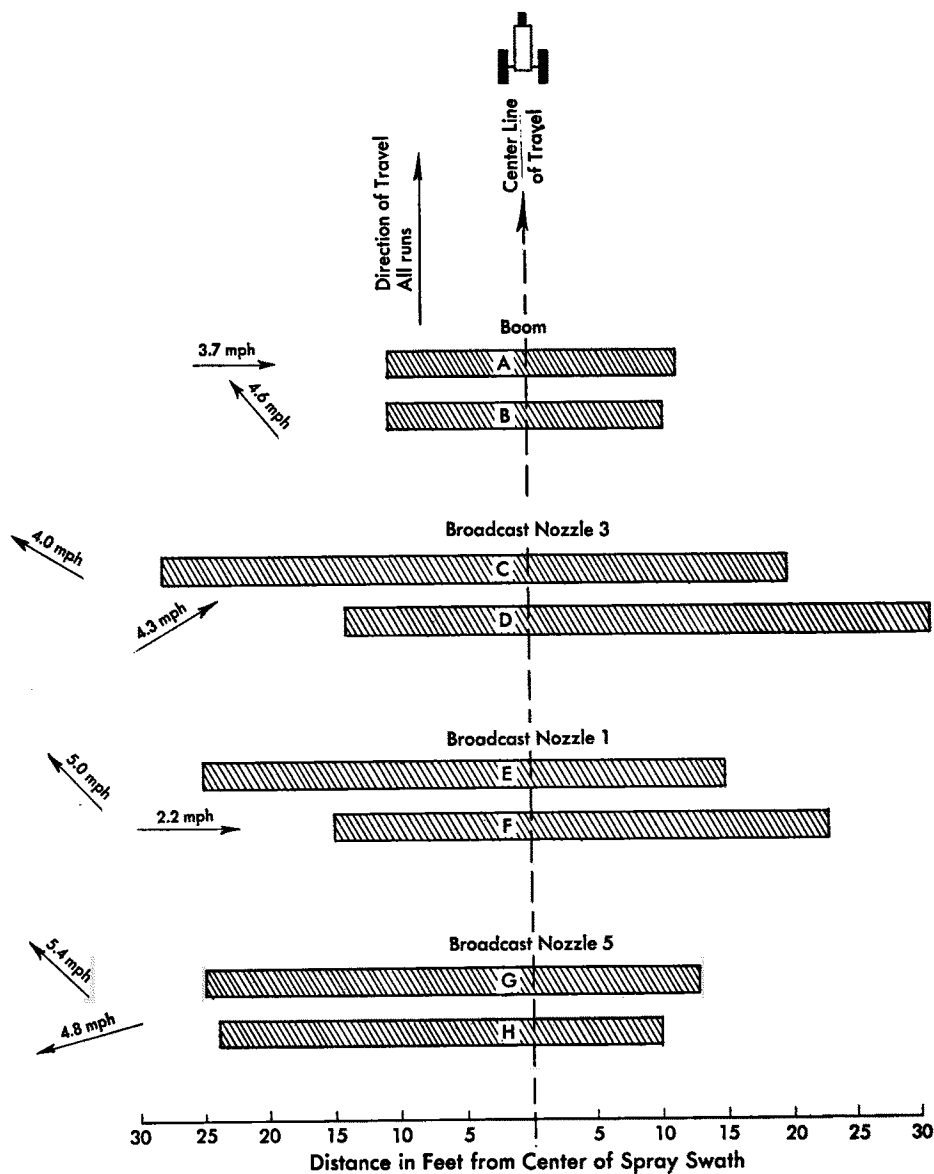 Center Line
of Travel
Direction of Travel
All runs
Boom
3.7 mph
A
4.6 mph
B
Broadcast Nozzle 3
4.0 mph
C
4.3 mph
D
Broadcast Nozzle 1
5.0 mph
E
2.2 mph
F
Broadcast Nozzle 5
5.4 mph
G
4.8 mph
H
30 25 20 15 10 5 5 10 15 20 25 30
Distance in Feet from Center of Spray Swath